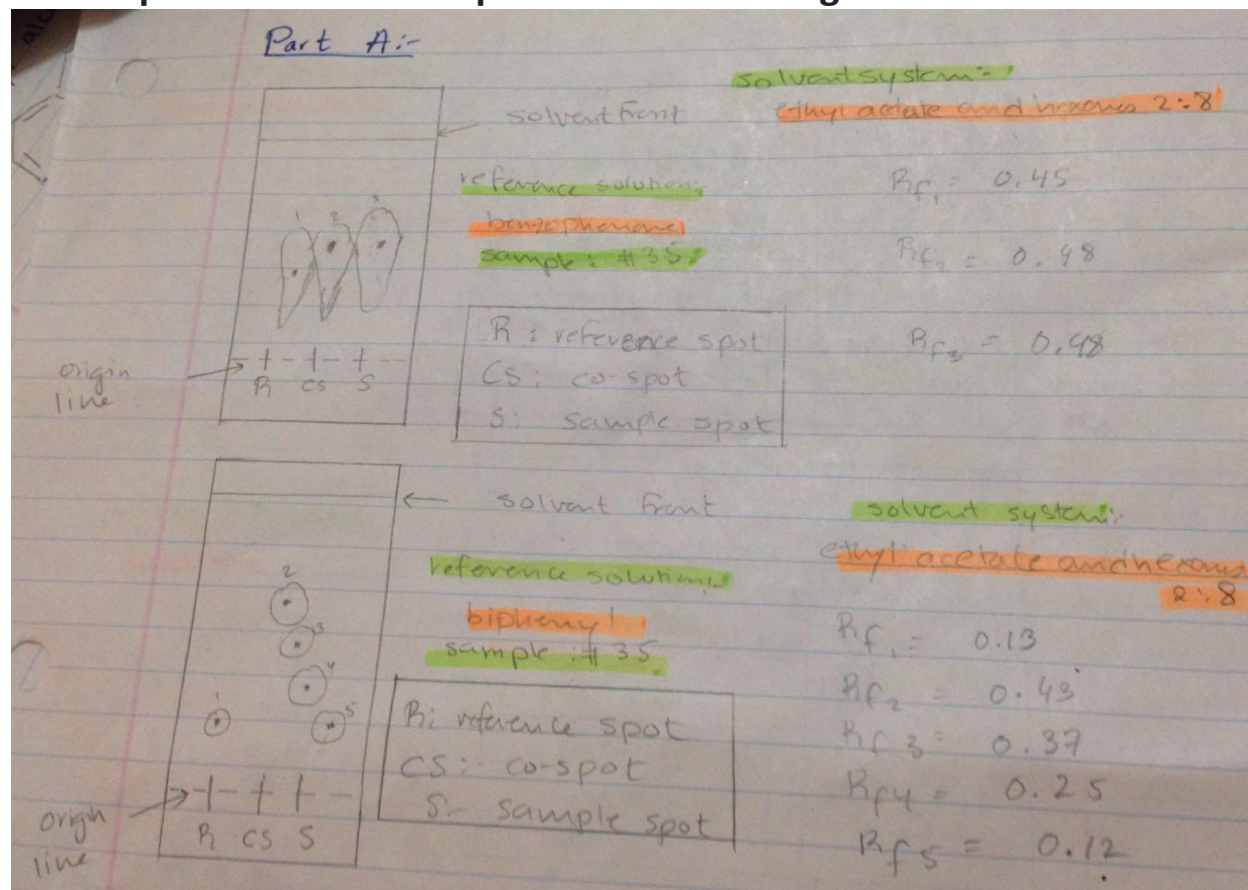 Part A:-
solvent system:-
ethyl acetate and hexanes 2:8
solvent front
reference solution:
benzophenone
sample: #35:
Rf₁ = 0.45
Rf₂ = 0.48
Rf₃ = 0.48
1
2
3
R : reference spot
CS: co-spot
S: sample spot
origin
line
R CS S
solvent front
solvent system:-
ethyl acetate and hexanes
2:8
reference solution:
biphenyl
sample :# 35
Rf₁ = 0.13
Rf₂ = 0.43
Rf₃ = 0.37
Rf4 = 0.25
Rf5 = 0.12
2
3
4
1
5
R: reference spot
CS:- co-spot
S:- sample spot
origin
line
R CS S